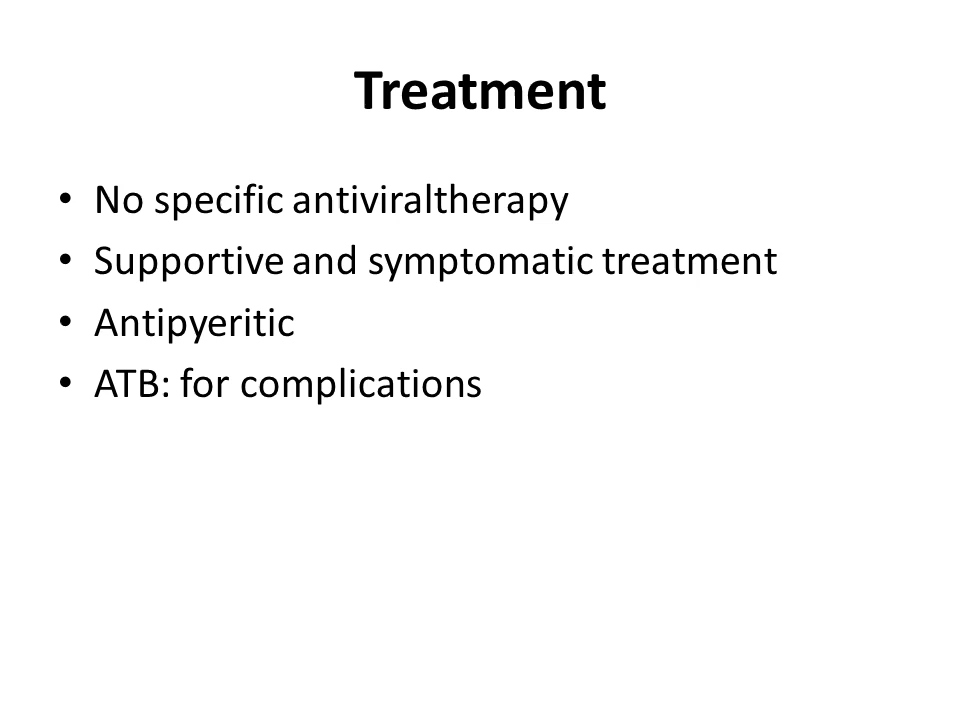 Treatment
• No specific antiviraltherapy
• Supportive and symptomatic treatment
• Antipyeritic
• ATB: for complications